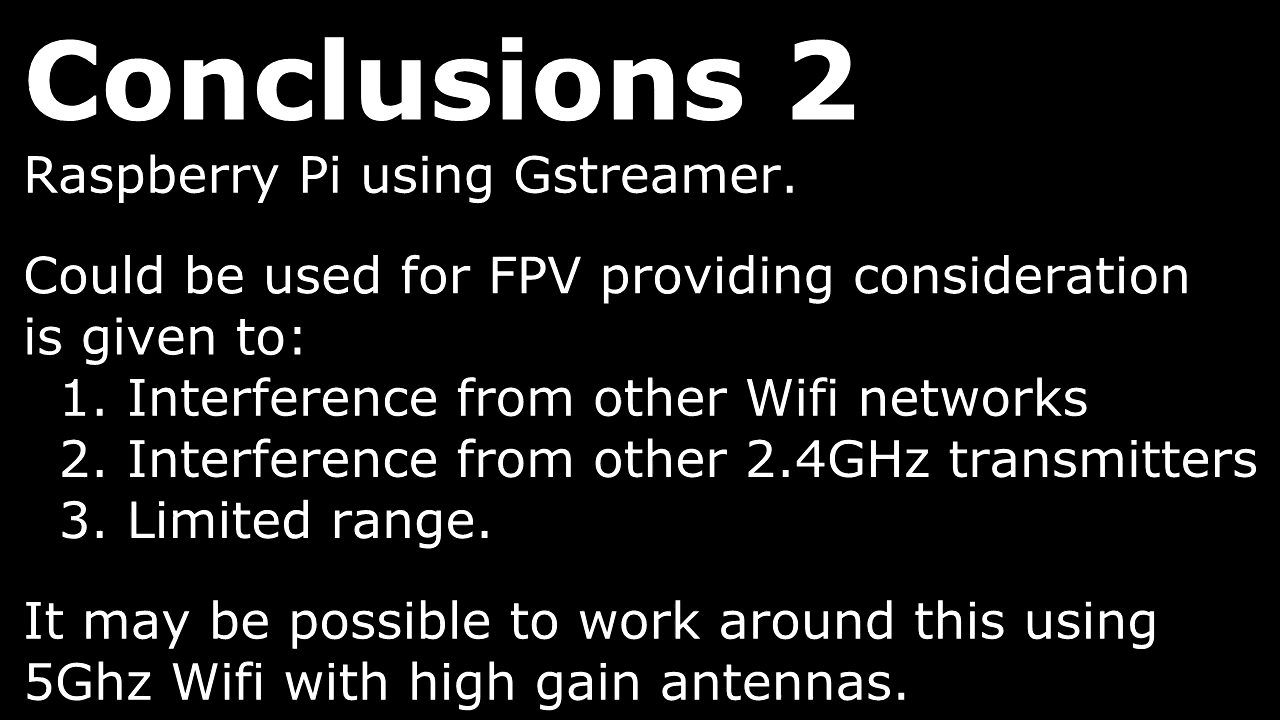 Conclusions 2
Raspberry Pi using Gstreamer.
Could be used for FPV providing consideration
is given to:
1. Interference from other Wifi networks
2. Interference from other 2.4GHz transmitters
3. Limited range.
It may be possible to work around this using
5Ghz Wifi with high gain antennas.